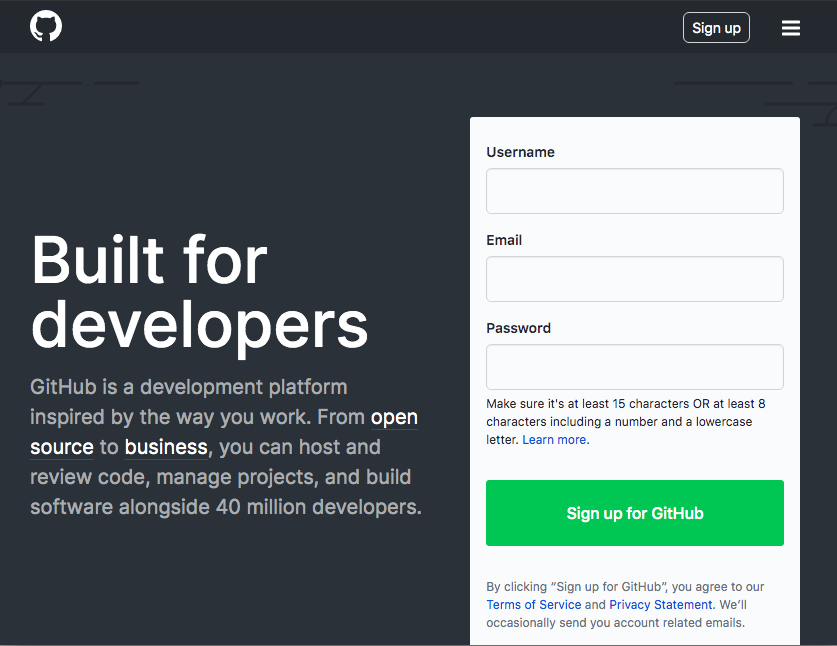 Sign up
Built for
developers
GitHub is a development platform
inspired by the way you work. From open
source to business, you can host and
review code, manage projects, and build
software alongside 40 million developers.
Username
Email
Password
Make sure it's at least 15 characters OR at least 8
characters including a number and a lowercase
letter. Learn more.
Sign up for GitHub
By clicking “Sign up for GitHub”, you agree to our
Terms of Service and Privacy Statement. We’ll
occasionally send you account related emails.